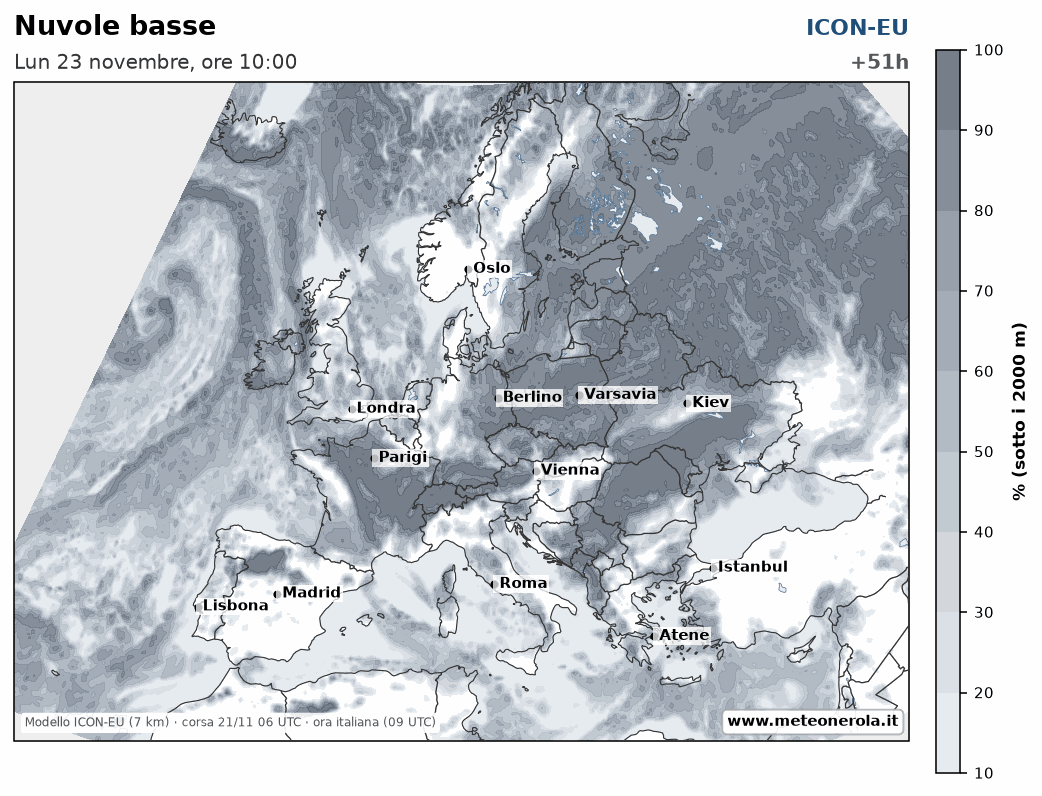 Nuvole basse
ICON-EU
Lun 23 novembre, ore 10:00
+51h
100
90
80
70
60
50
40
30
20
10
% (sotto i 2000 m)
Oslo
Berlino
Varsavia
Kiev
Londra
Parigi
Vienna
Istanbul
Roma
Madrid
Lisbona
Atene
Modello ICON-EU (7 km) · corsa 21/11 06 UTC · ora italiana (09 UTC)
www.meteonerola.it